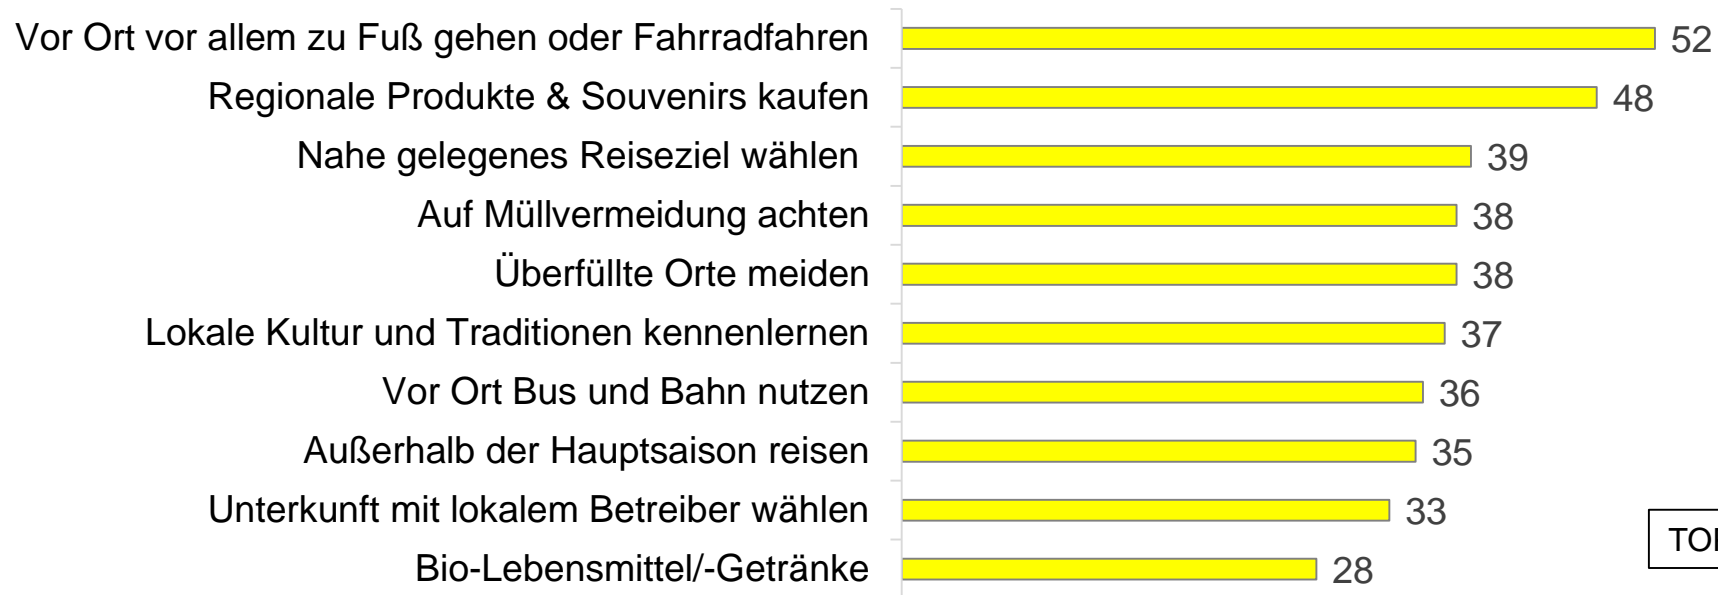 Vor Ort vor allem zu Fuß gehen oder Fahrradfahren 52
Regionale Produkte & Souvenirs kaufen 48
Nahe gelegenes Reiseziel wählen 39
Auf Müllvermeidung achten 38
Überfüllte Orte meiden 38
Lokale Kultur und Traditionen kennenlernen 37
Vor Ort Bus und Bahn nutzen 36
Außerhalb der Hauptsaison reisen 35
Unterkunft mit lokalem Betreiber wählen 33
Bio-Lebensmittel/-Getränke 28